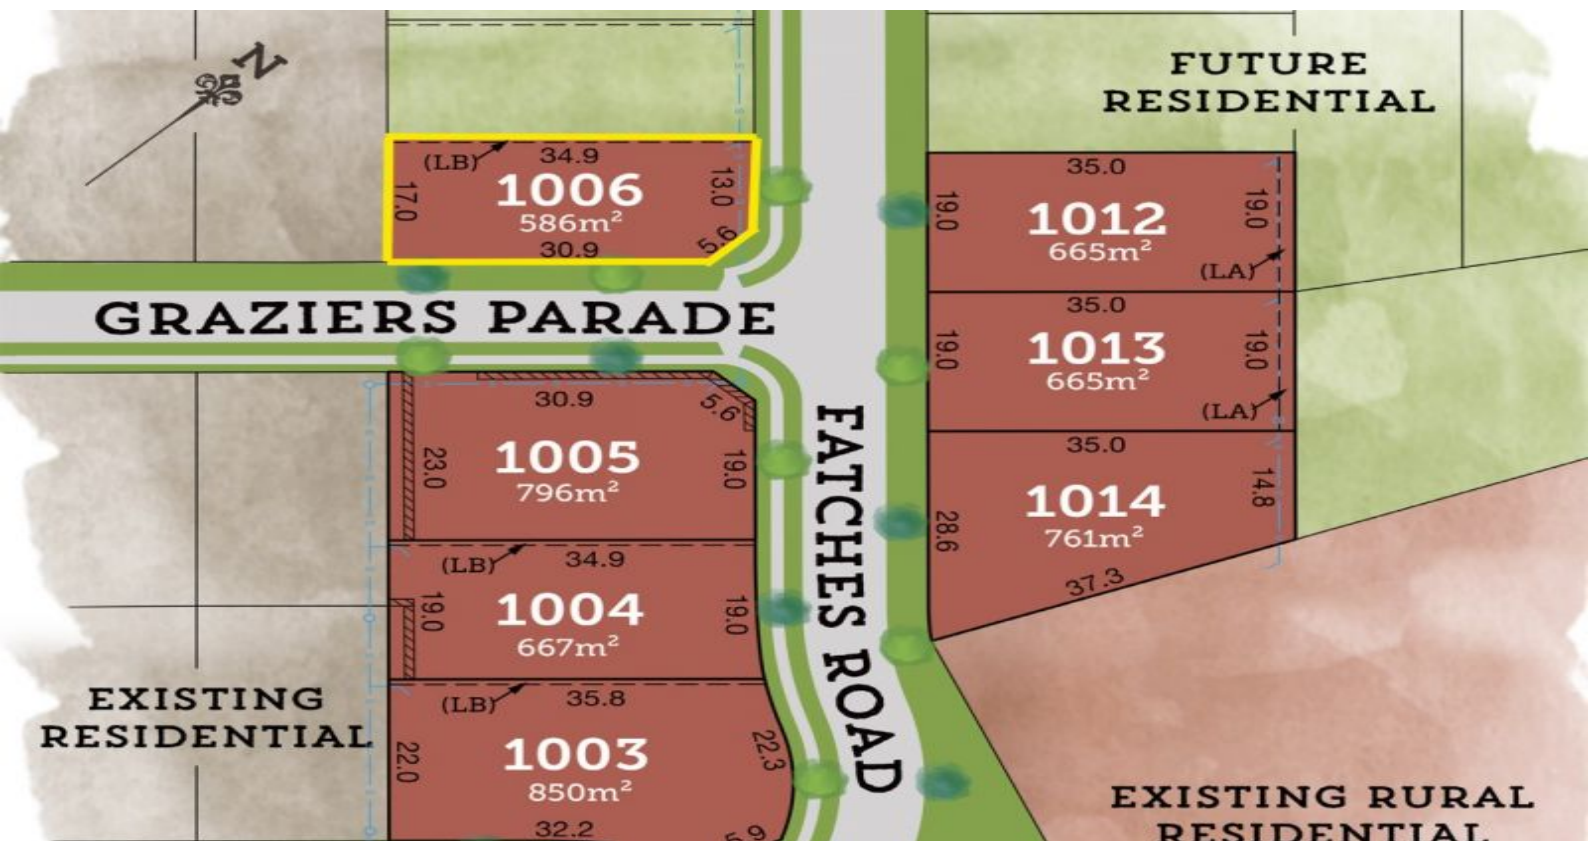 N
FUTURE
RESIDENTIAL
(LB)
34.9
17.0
1006
13.0
586m²
30.9
5.6
35.0
19.0
1012
19.0
665m²
(LA)
GRAZIERS PARADE
35.0
19.0
1013
19.0
665m²
(LA)
30.9
5.6
23.0
1005
19.0
796m²
FATCHES ROAD
35.0
28.6
1014
14.8
761m²
37.3
(LB)
34.9
19.0
1004
19.0
667m²
EXISTING
RESIDENTIAL
(LB)
35.8
22.0
1003
22.3
850m²
32.2
EXISTING RURAL
RESIDENTIAL